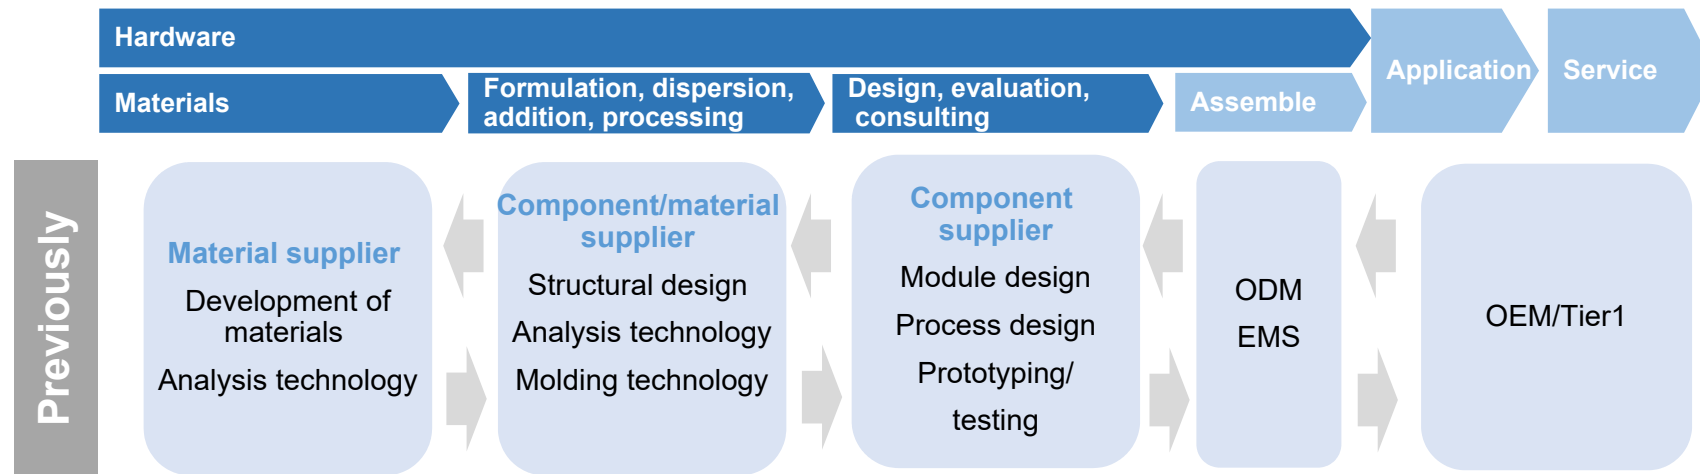 Hardware
Application
Service
Materials
Formulation, dispersion,
addition, processing
Design, evaluation,
consulting
Assemble
Previously
Material supplier
Development of
materials
Analysis technology
Component/material
supplier
Structural design
Analysis technology
Molding technology
Component
supplier
Module design
Process design
Prototyping/
testing
ODM
EMS
OEM/Tier1